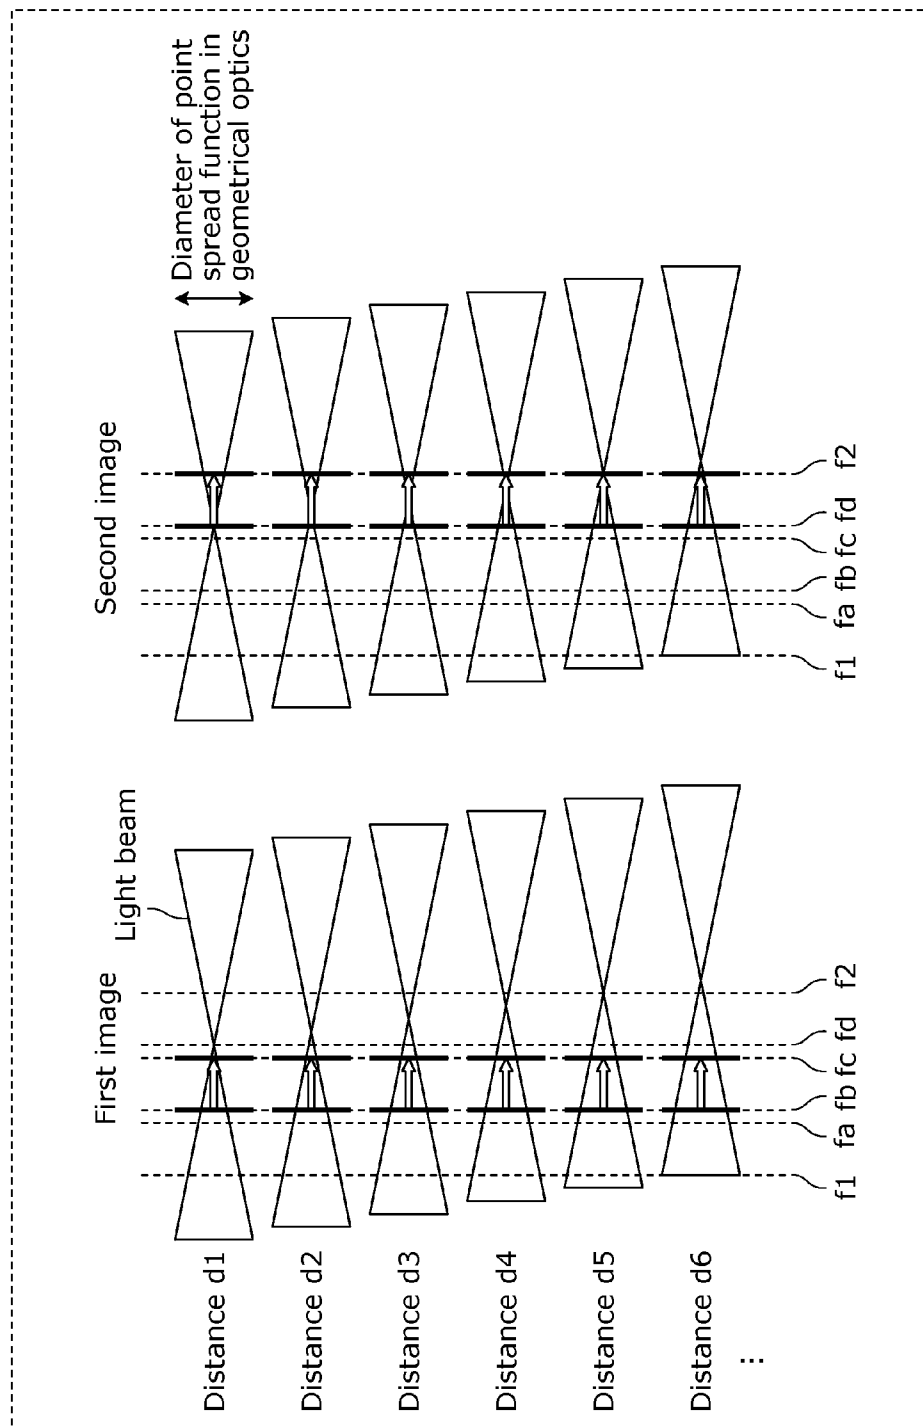 First image
Second image
Light beam
Diameter of point
spread function in
geometrical optics
Distance d1
Distance d2
Distance d3
Distance d4
Distance d5
Distance d6
...
f1
fa
fb
fc
fd
f2
f1
fa
fb
fc
fd
f2